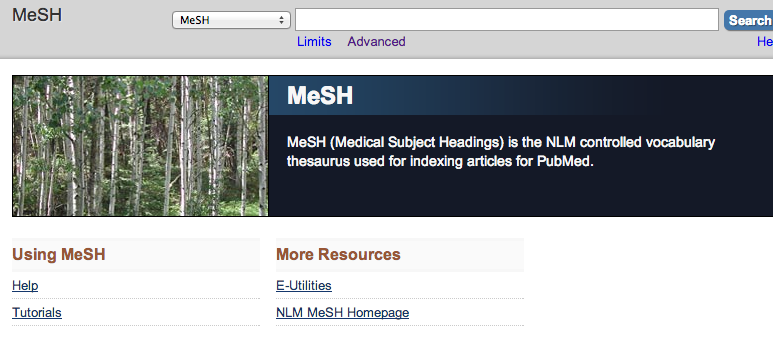 MeSH
MeSH Search
Limits Advanced
MeSH
MeSH (Medical Subject Headings) is the NLM controlled vocabulary
thesaurus used for indexing articles for PubMed.
Using MeSH
Help
Tutorials
More Resources
E-Utilities
NLM MeSH Homepage